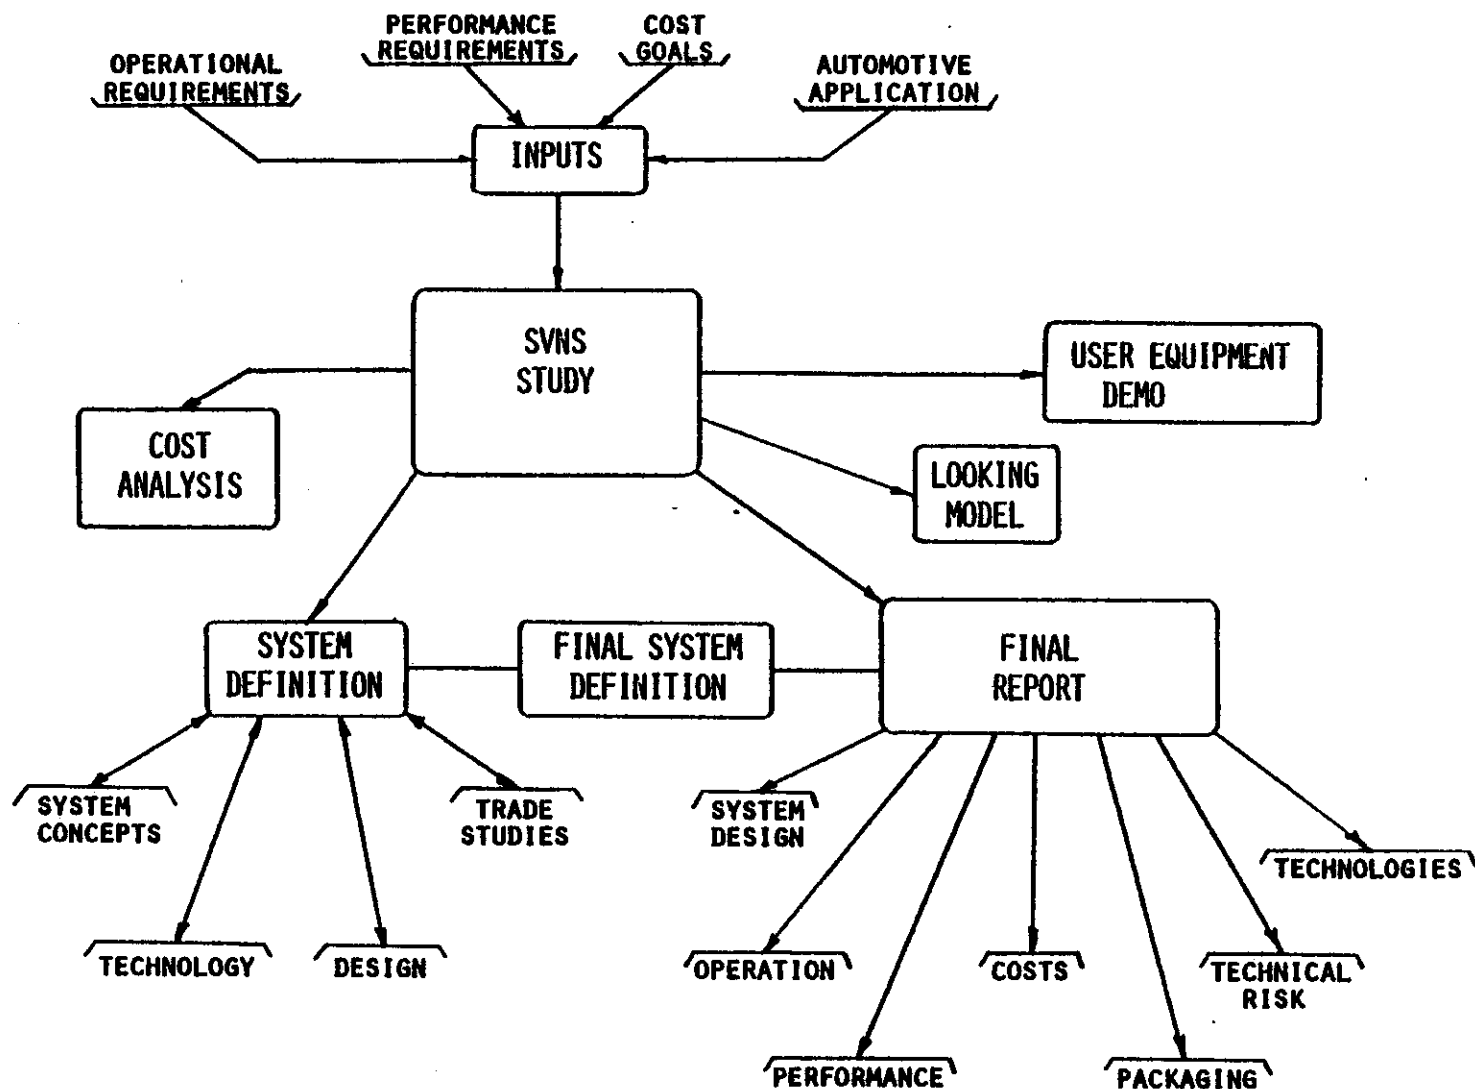 PERFORMANCE
REQUIREMENTS
COST
GOALS
OPERATIONAL
REQUIREMENTS
AUTOMOTIVE
APPLICATION
INPUTS
SVNS
STUDY
USER EQUIPMENT
DEMO
COST
ANALYSIS
LOOKING
MODEL
SYSTEM
DEFINITION
FINAL SYSTEM
DEFINITION
FINAL
REPORT
SYSTEM
CONCEPTS
TRADE
STUDIES
SYSTEM
DESIGN
TECHNOLOGIES
TECHNOLOGY
DESIGN
OPERATION
COSTS
TECHNICAL
RISK
PERFORMANCE
PACKAGING